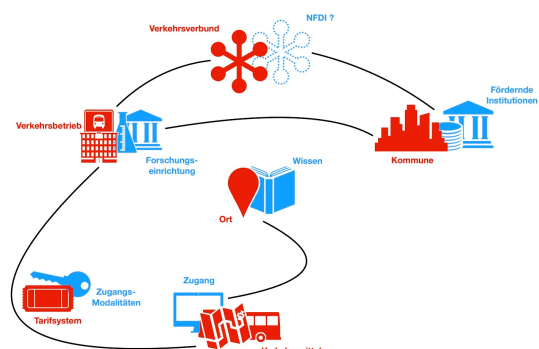 NFDI ?
Verkehrsverbund
Fördernde
Institutionen
Verkehrsbetrieb
Forschungs-
einrichtung
Kommune
Wissen
Ort
Zugang
Zugangs-
Modalitäten
Tarifsystem